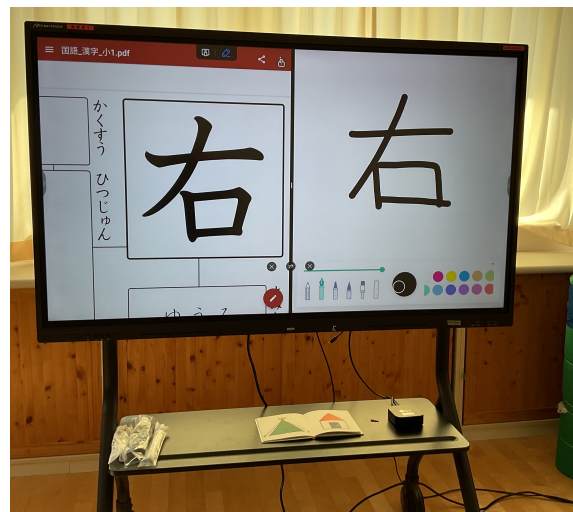 国語_漢字_小1.pdf
かくすう ひつじゅん
右
右